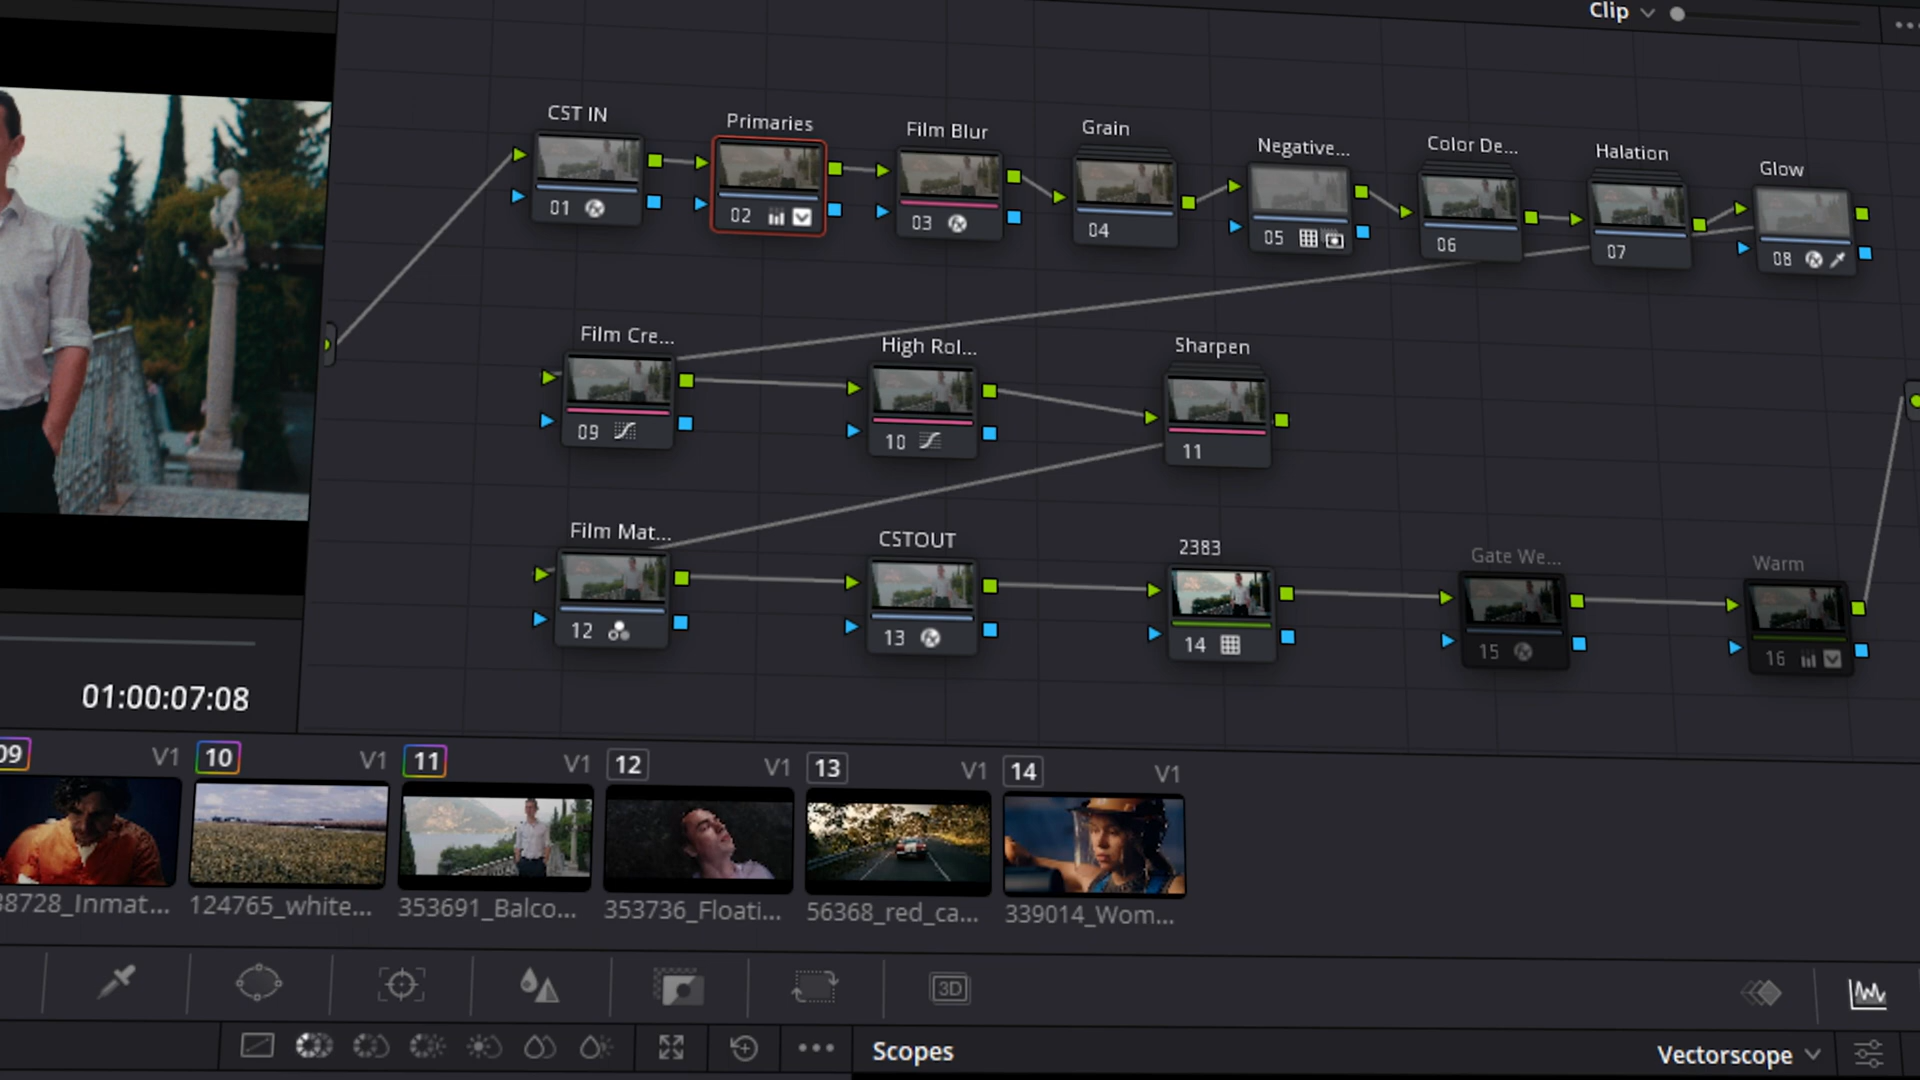 Clip
CST IN
Primaries
Film Blur
Grain
Negative...
Color De...
Halation
Glow
01
02
03
04
05
06
07
08
Film Cre...
High Rol...
Sharpen
09
10
11
Film Mat...
CSTOUT
2383
Gate We...
Warm
12
13
14
15
16
01:00:07:08
09 V1
10 V1
11 V1
12 V1
13 V1
14 V1
38728_Inmat...
124765_white...
353691_Balco...
353736_Floati...
56368_red_ca...
339014_Wom...
3D
Scopes
Vectorscope